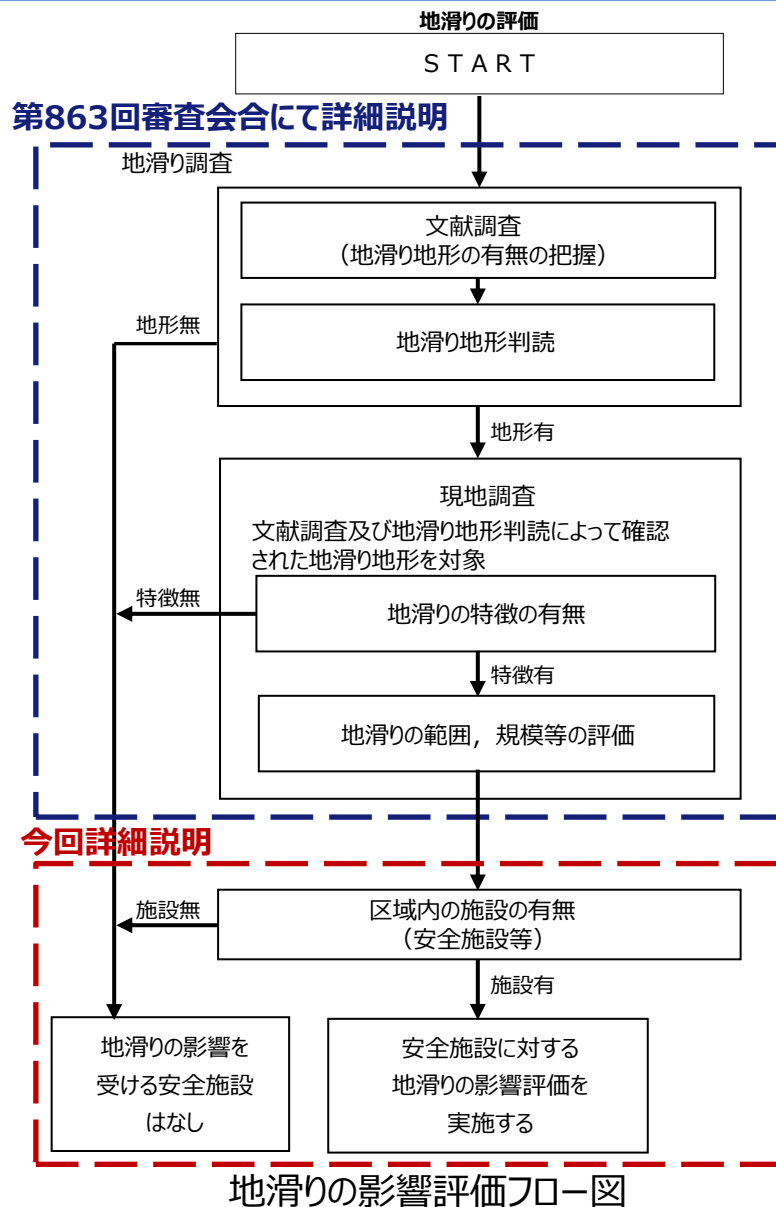 地滑りの評価
ＳＴＡＲＴ
第863回審査会合にて詳細説明
地滑り調査
文献調査
（地滑り地形の有無の把握）
地形無
地滑り地形判読
地形有
現地調査
文献調査及び地滑り地形判読によって確認
された地滑り地形を対象
特徴無
地滑りの特徴の有無
特徴有
地滑りの範囲，規模等の評価
今回詳細説明
施設無
区域内の施設の有無
（安全施設等）
施設有
地滑りの影響を
受ける安全施設
はなし
安全施設に対する
地滑りの影響評価を
実施する
地滑りの影響評価フロー図